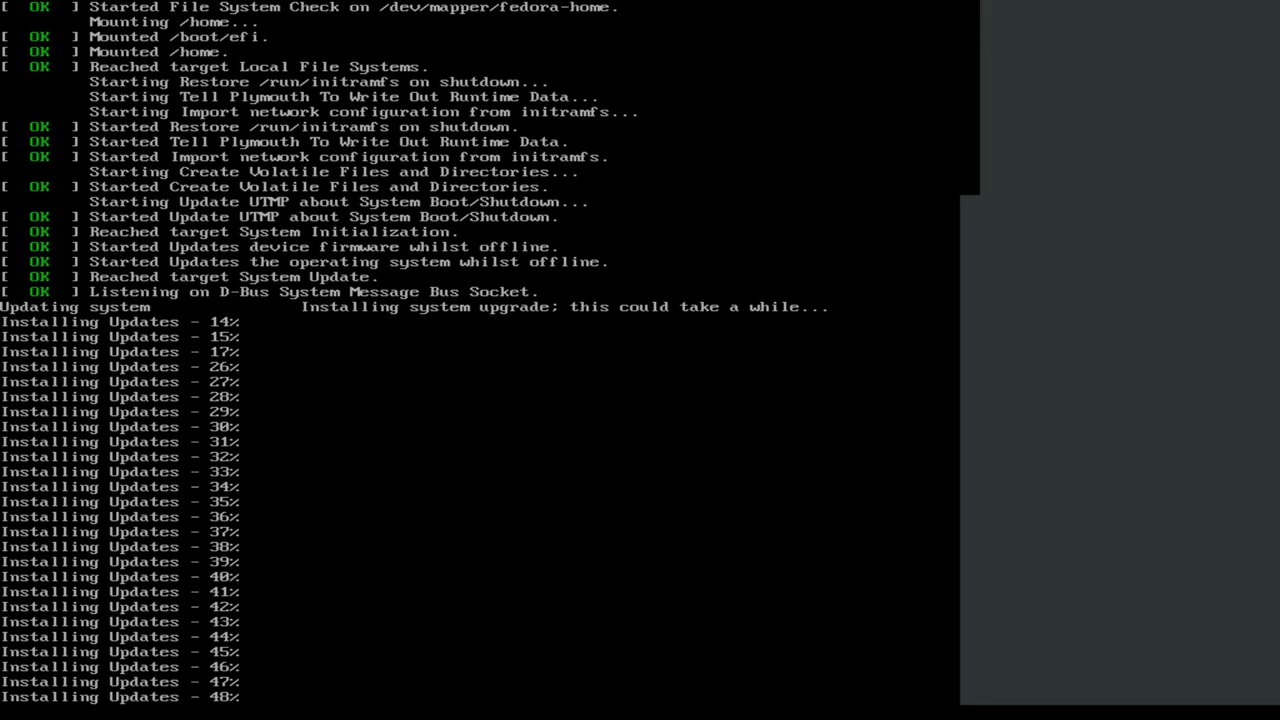 [  OK  ] Started File System Check on /dev/mapper/fedora-home.
         Mounting /home...
[  OK  ] Mounted /boot/efi.
[  OK  ] Mounted /home.
[  OK  ] Reached target Local File Systems.
         Starting Restore /run/initramfs on shutdown...
         Starting Tell Plymouth To Write Out Runtime Data...
         Starting Import network configuration from initramfs...
[  OK  ] Started Restore /run/initramfs on shutdown.
[  OK  ] Started Tell Plymouth To Write Out Runtime Data.
[  OK  ] Started Import network configuration from initramfs.
         Starting Create Volatile Files and Directories...
[  OK  ] Started Create Volatile Files and Directories.
         Starting Update UTMP about System Boot/Shutdown...
[  OK  ] Started Update UTMP about System Boot/Shutdown.
[  OK  ] Reached target System Initialization.
[  OK  ] Started Updates device firmware whilst offline.
[  OK  ] Started Updates the operating system whilst offline.
[  OK  ] Reached target System Update.
[  OK  ] Listening on D-Bus System Message Bus Socket.
Updating system               Installing system upgrade; this could take a while...
Installing Updates - 14%
Installing Updates - 15%
Installing Updates - 17%
Installing Updates - 26%
Installing Updates - 27%
Installing Updates - 28%
Installing Updates - 29%
Installing Updates - 30%
Installing Updates - 31%
Installing Updates - 32%
Installing Updates - 33%
Installing Updates - 34%
Installing Updates - 35%
Installing Updates - 36%
Installing Updates - 37%
Installing Updates - 38%
Installing Updates - 39%
Installing Updates - 40%
Installing Updates - 41%
Installing Updates - 42%
Installing Updates - 43%
Installing Updates - 44%
Installing Updates - 45%
Installing Updates - 46%
Installing Updates - 47%
Installing Updates - 48%